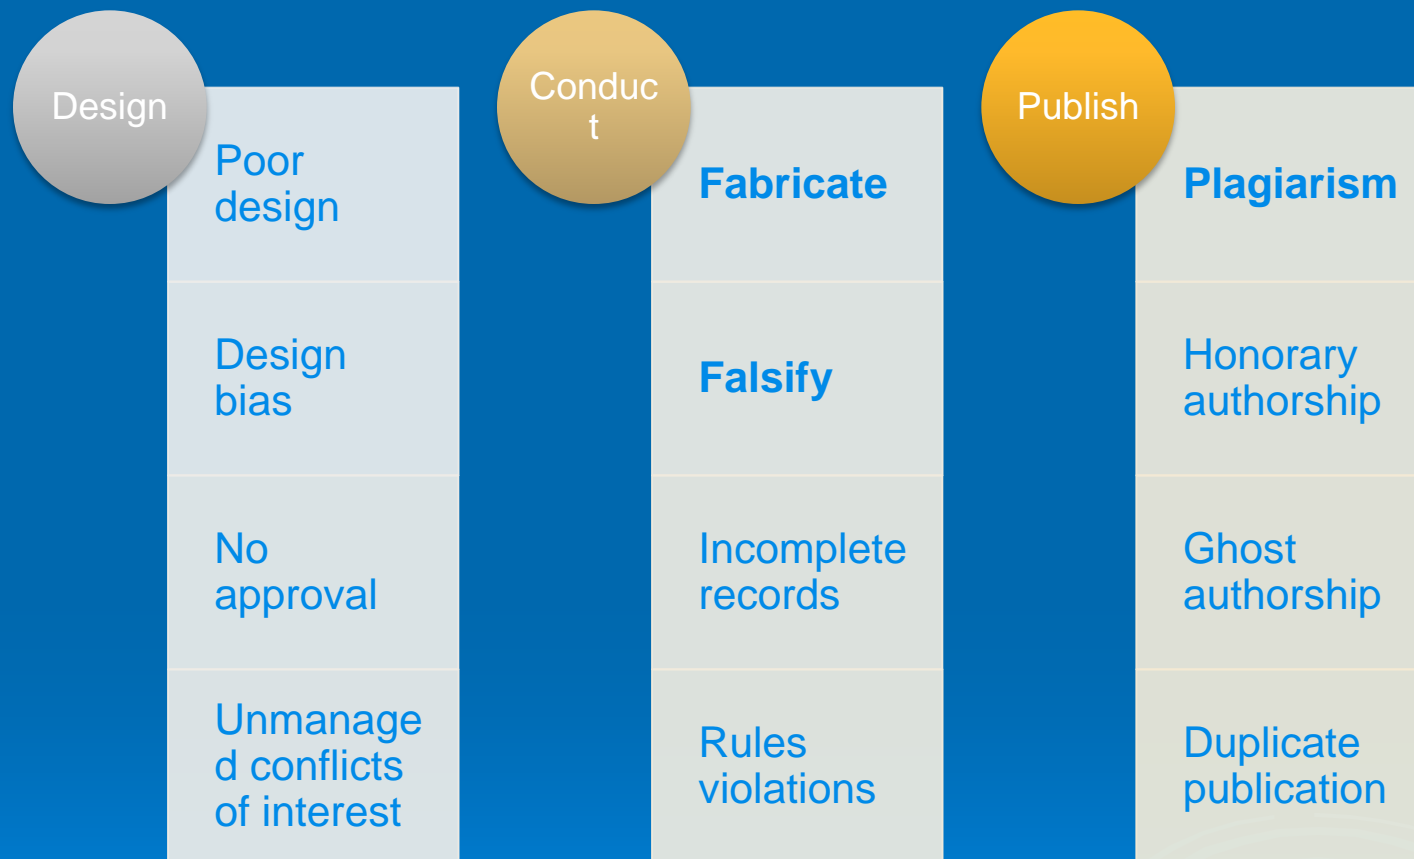 Design
Poor
design
Design
bias
No
approval
Unmanage
d conflicts
of interest
Conduc
t
Fabricate
Falsify
Incomplete
records
Rules
violations
Publish
Plagiarism
Honorary
authorship
Ghost
authorship
Duplicate
publication